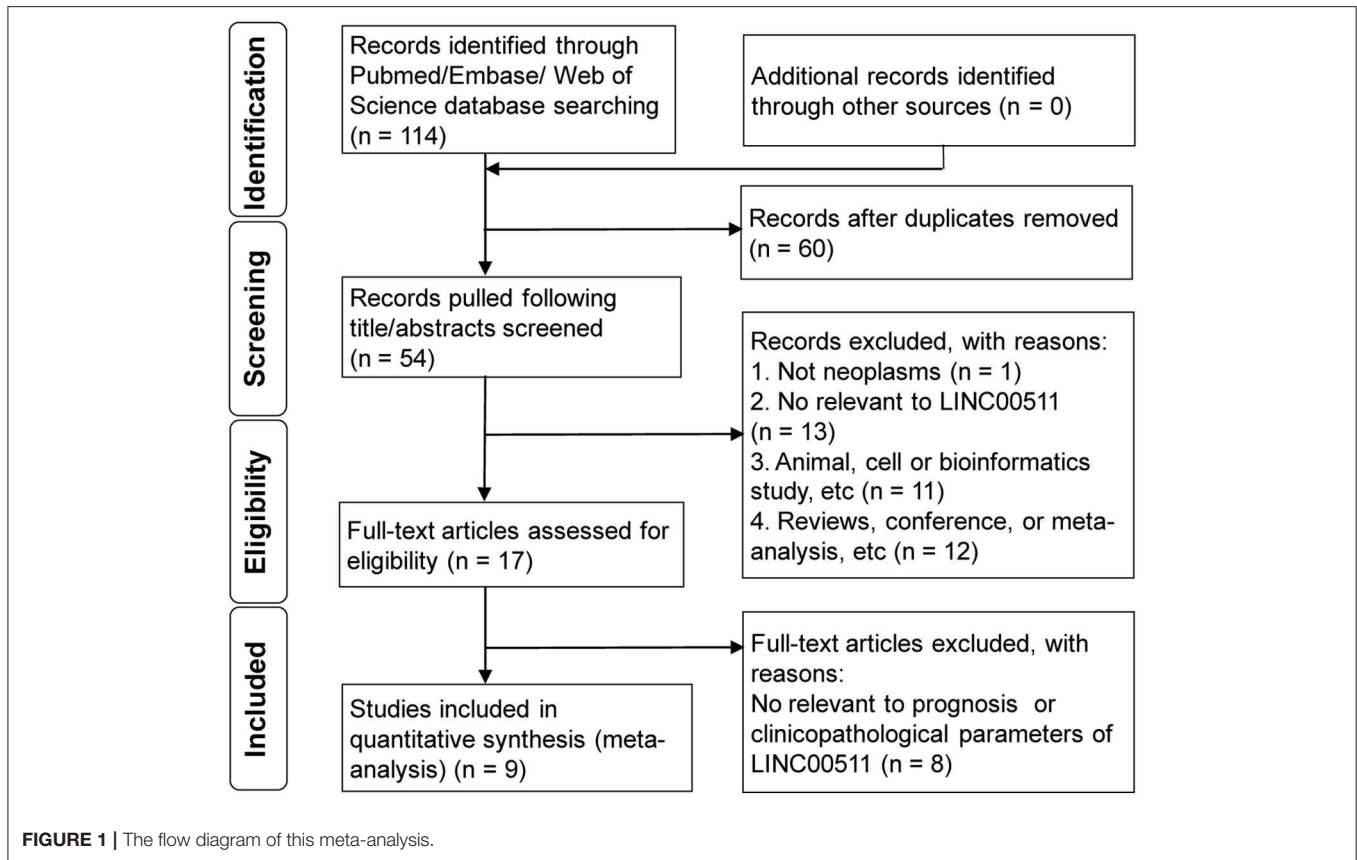 Identification
Records identified through
Pubmed/Embase/ Web of
Science database searching
(n = 114)
Additional records identified
through other sources (n = 0)
Records after duplicates removed
(n = 60)
Screening
Records pulled following
title/abstracts screened
(n = 54)
Records excluded, with reasons:
1. Not neoplasms (n = 1)
2. No relevant to LINC00511
(n = 13)
3. Animal, cell or bioinformatics
study, etc (n = 11)
4. Reviews, conference, or meta-
analysis, etc (n = 12)
Eligibility
Full-text articles assessed for
eligibility (n = 17)
Included
Full-text articles excluded, with
reasons:
No relevant to prognosis or
clinicopathological parameters of
LINC00511 (n = 8)
Studies included in
quantitative synthesis (meta-
analysis) (n = 9)
FIGURE 1 | The flow diagram of this meta-analysis.